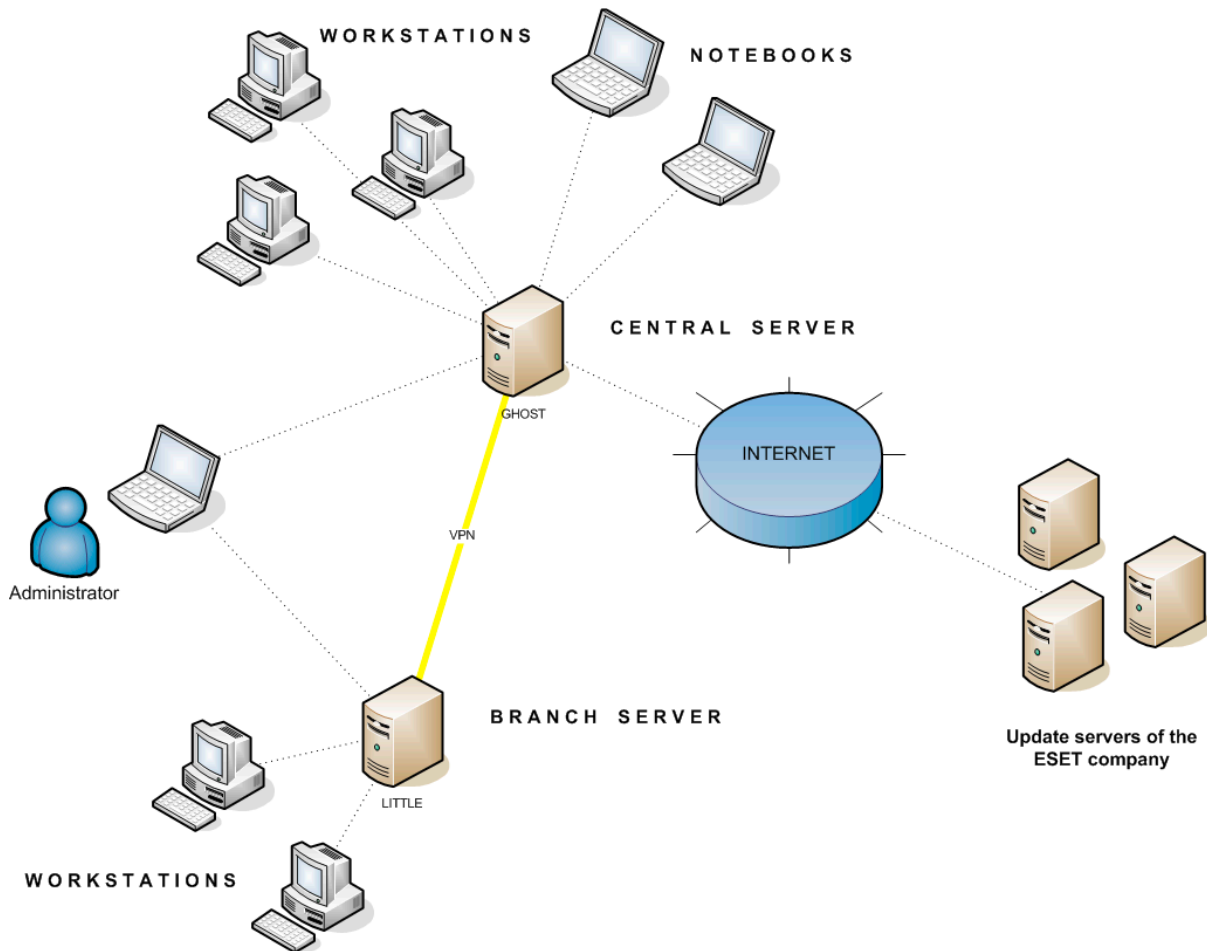 WORKSTATIONS
NOTEBOOKS
CENTRAL SERVER
GHOST
INTERNET
VPN
Administrator
BRANCH SERVER
LITTLE
Update servers of the
ESET company
WORKSTATIONS